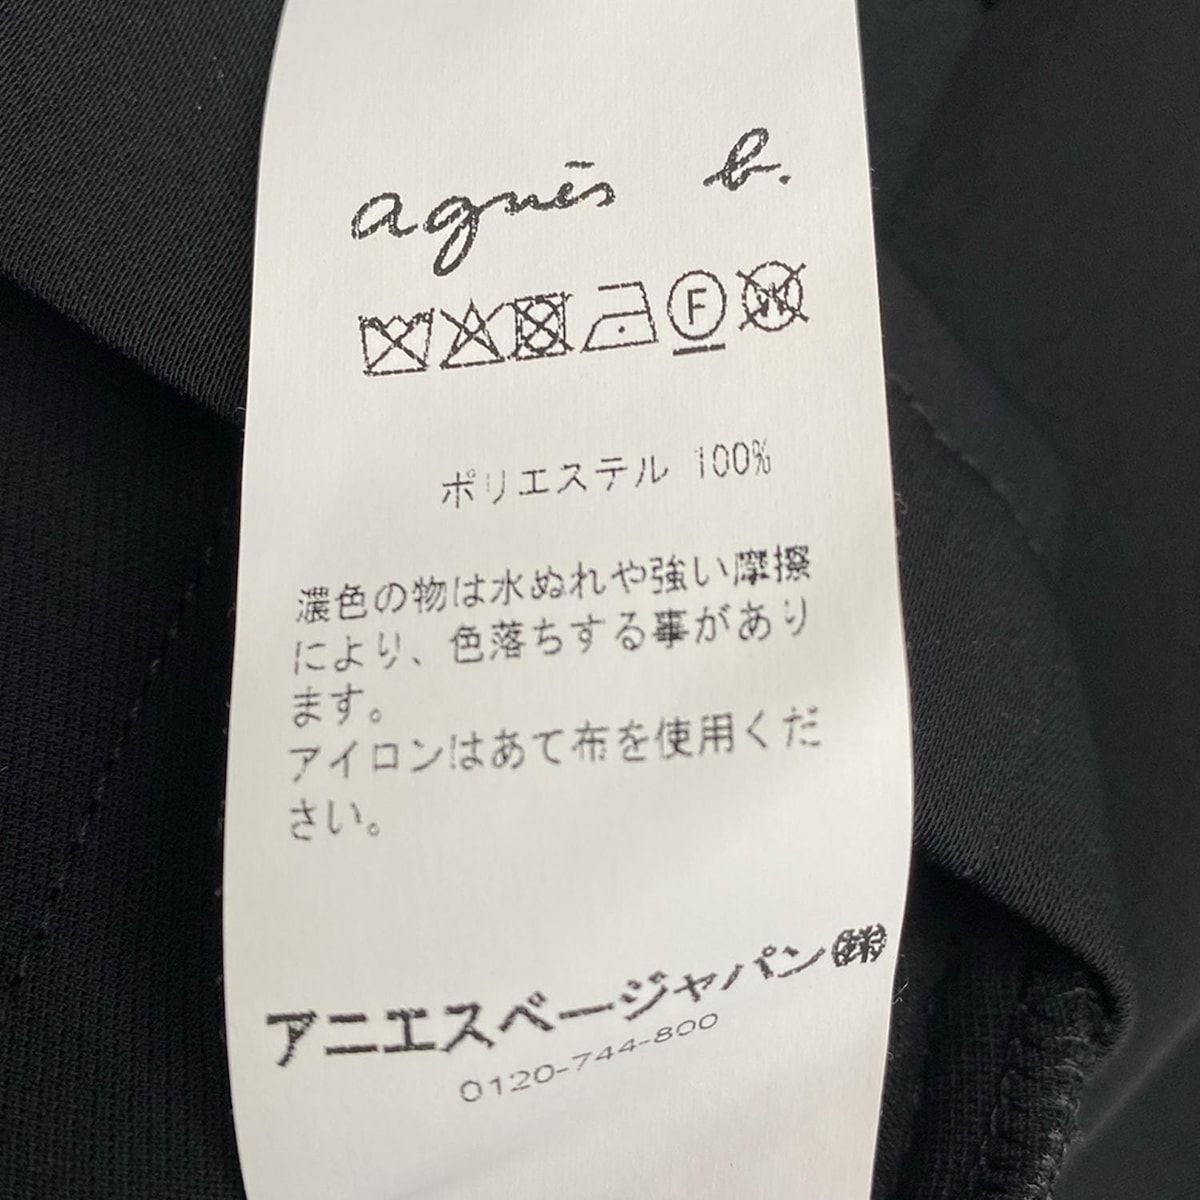 agnès b.
F W
ポリエステル 100%
濃色の物は水ぬれや強い摩擦
により、色落ちする事があり
ます。
アイロンはあて布を使用くだ
さい。
アニエスベージャパン㈱
0120-744-800